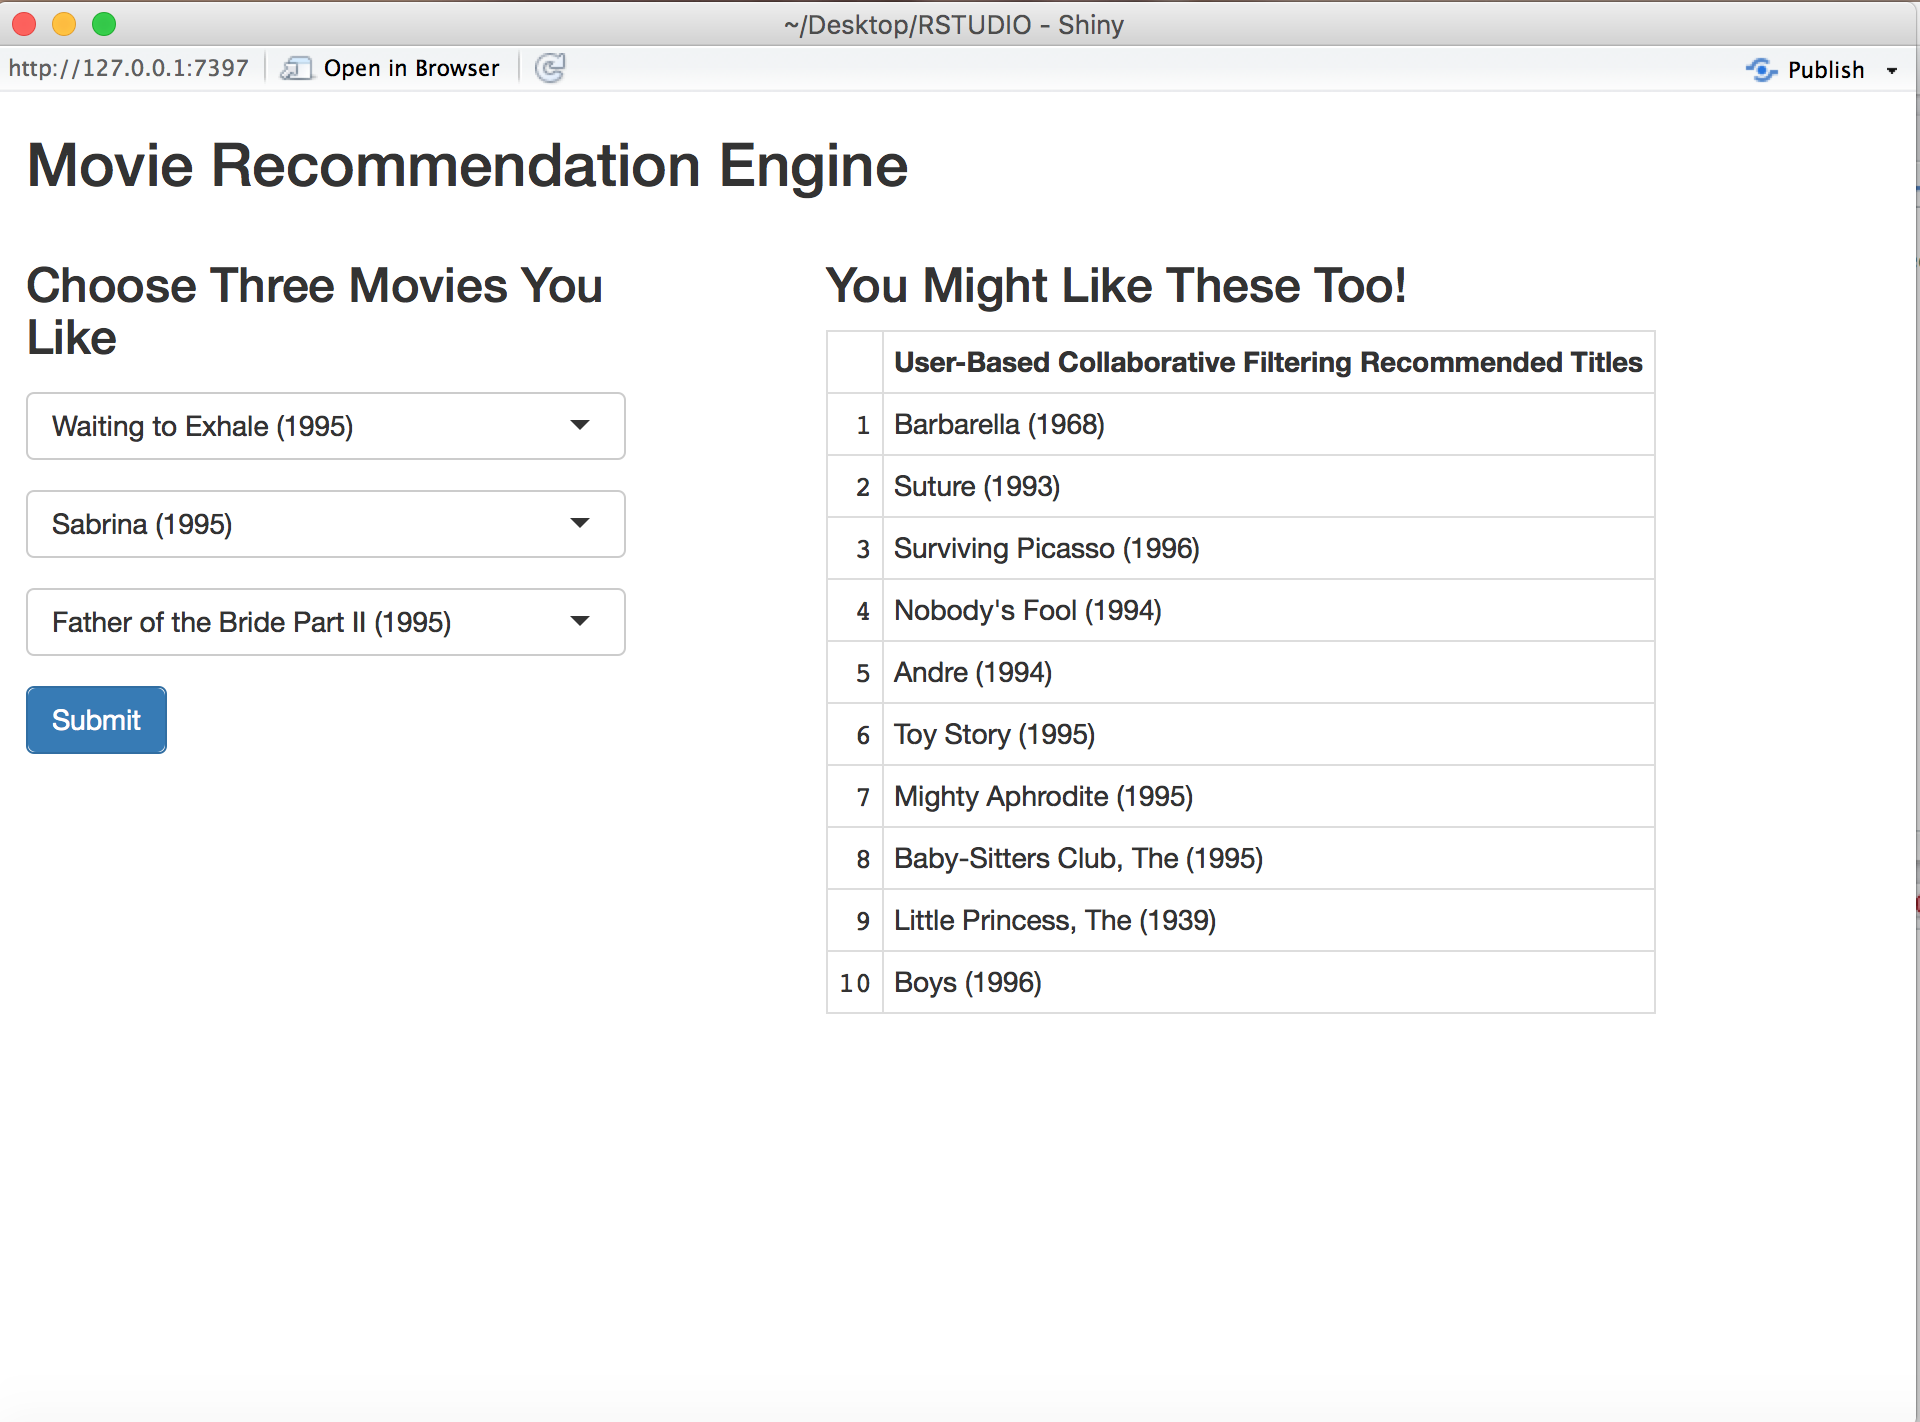 ~/Desktop/RSTUDIO - Shiny
http://127.0.0.1:7397 Open in Browser Publish
Movie Recommendation Engine
Choose Three Movies You
Like
Waiting to Exhale (1995)
Sabrina (1995)
Father of the Bride Part II (1995)
Submit
You Might Like These Too!
User-Based Collaborative Filtering Recommended Titles
1 Barbarella (1968)
2 Suture (1993)
3 Surviving Picasso (1996)
4 Nobody's Fool (1994)
5 Andre (1994)
6 Toy Story (1995)
7 Mighty Aphrodite (1995)
8 Baby-Sitters Club, The (1995)
9 Little Princess, The (1939)
10 Boys (1996)